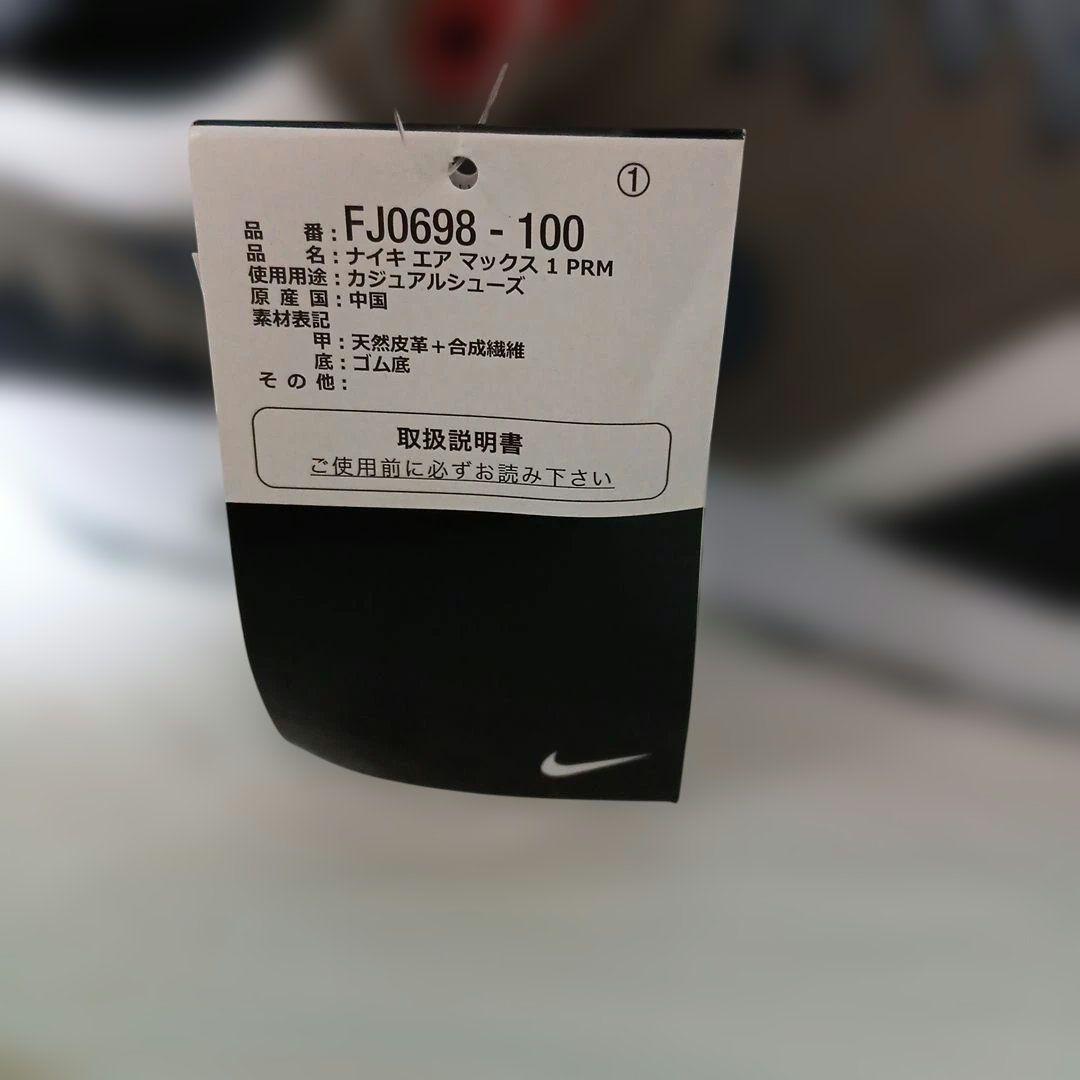 ①
品 番：FJ0698 - 100
品 名：ナイキ エア マックス 1 PRM
使用用途：カジュアルシューズ
原 産 国：中国
素材表記
甲：天然皮革＋合成繊維
底：ゴム底
そ の 他：
取扱説明書
ご使用前に必ずお読み下さい